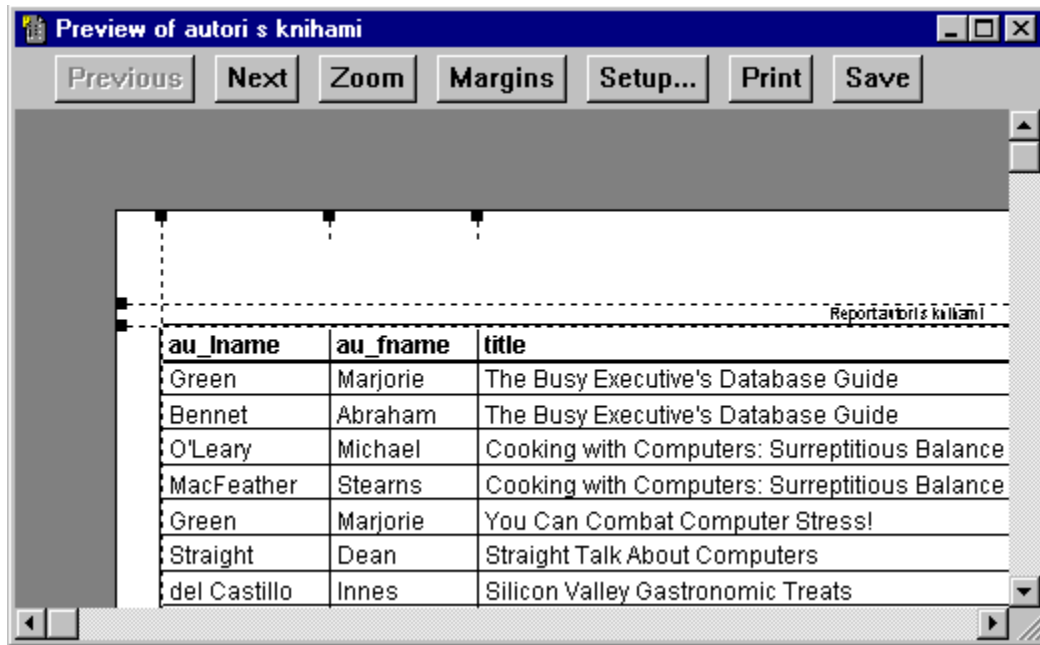 Preview of autori s knihami
Previous Next Zoom Margins Setup... Print Save
Report autori s knihami
au_lname au_fname title
Green Marjorie The Busy Executive's Database Guide
Bennet Abraham The Busy Executive's Database Guide
O'Leary Michael Cooking with Computers: Surreptitious Balance
MacFeather Stearns Cooking with Computers: Surreptitious Balance
Green Marjorie You Can Combat Computer Stress!
Straight Dean Straight Talk About Computers
del Castillo Innes Silicon Valley Gastronomic Treats